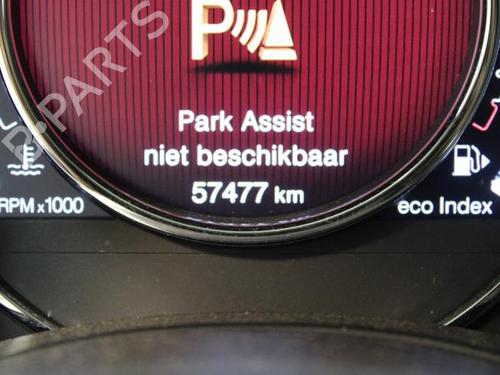 P
Park Assist
niet beschikbaar
57477 km
RPM x1000
eco Index
B-PARTS